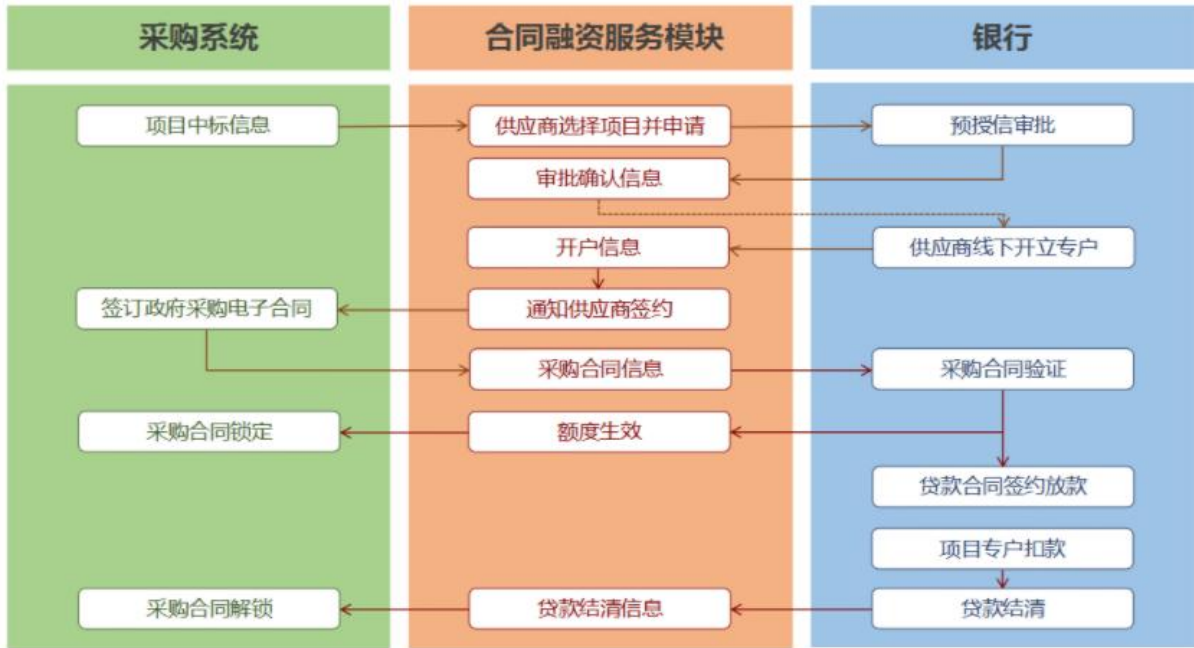 采购系统
合同融资服务模块
银行
项目中标信息
供应商选择项目并申请
预授信审批
审批确认信息
开户信息
供应商线下开立专户
签订政府采购电子合同
通知供应商签约
采购合同信息
采购合同验证
采购合同锁定
额度生效
贷款合同签约放款
项目专户扣款
采购合同解锁
贷款结清信息
贷款结清